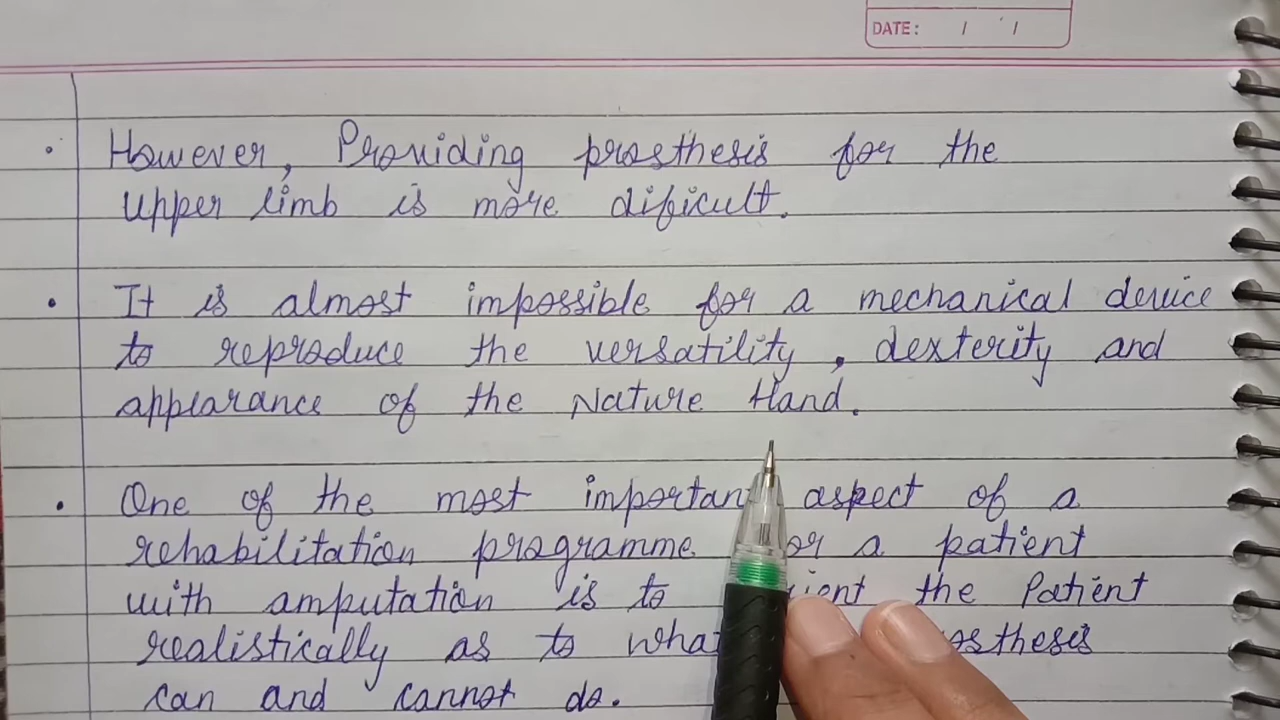 DATE: / /
• However, Providing prosthesis for the
upper limb is more dificult.
• It is almost impossible for a mechanical device
to reproduce the versatility, dexterity and
appearance of the Nature Hand.
• One of the most important aspect of a
rehabilitation programme a patient
with amputation is to the Patient
realistically as to
can and cannot do.